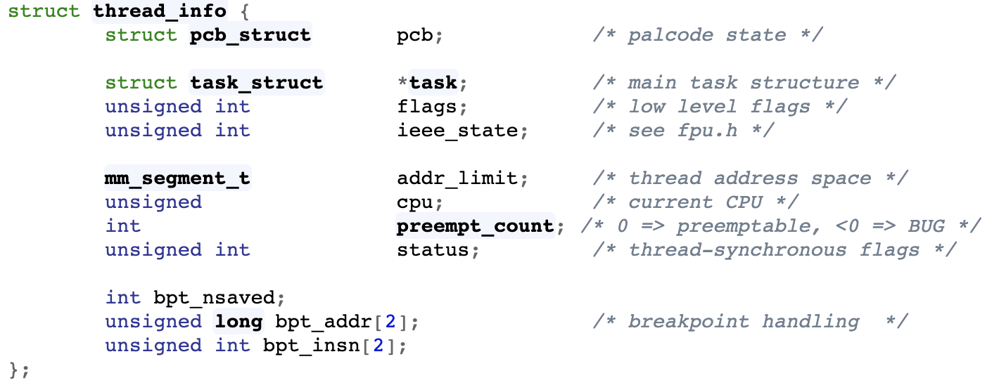 struct thread_info {
        struct pcb_struct       pcb;            /* palcode state */

        struct task_struct      *task;          /* main task structure */
        unsigned int            flags;          /* low level flags */
        unsigned int            ieee_state;     /* see fpu.h */

        mm_segment_t            addr_limit;     /* thread address space */
        unsigned                cpu;            /* current CPU */
        int                     preempt_count; /* 0 => preemptable, <0 => BUG */
        unsigned int            status;         /* thread-synchronous flags */

        int bpt_nsaved;
        unsigned long bpt_addr[2];              /* breakpoint handling  */
        unsigned int bpt_insn[2];
};